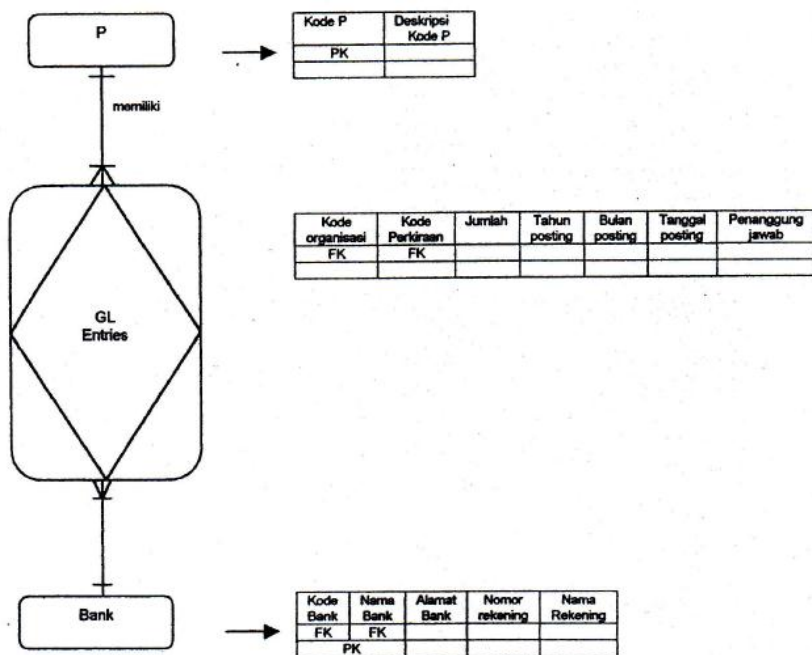 P
Kode P Deskripsi
Kode P
PK
memiliki
Kode Kode Jumlah Tahun Bulan Tanggal Penanggung
organisasi Perkiraan posting posting posting jawab
FK FK
GL
Entries
Bank
Kode Nama Alamat Nomor Nama
Bank Bank Bank rekening Rekening
FK FK
PK